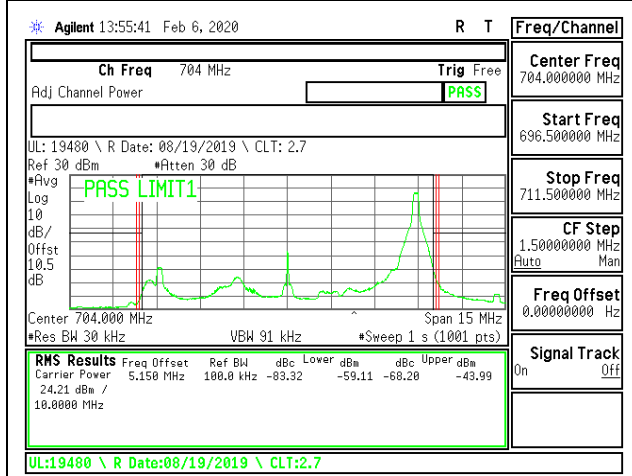 Agilent 13:55:41 Feb 6, 2020 R T
Freq/Channel
Ch Freq 704 MHz Trig Free
Adj Channel Power PASS
UL: 19480 \ R Date: 08/19/2019 \ CLT: 2.7
Ref 30 dBm #Atten 30 dB
#Avg
Log
10
dB/
Offst
10.5
dB
PASS LIMIT1
Center 704.000 MHz Span 15 MHz
#Res BW 30 kHz VBW 91 kHz #Sweep 1 s (1001 pts)
RMS Results Freq Offset Ref BW dBc Lower dBm dBc Upper dBm
Carrier Power 5.150 MHz 100.0 kHz -83.32 -59.11 -68.20 -43.99
24.21 dBm /
10.0000 MHz
UL:19480 \ R Date:08/19/2019 \ CLT:2.7
Center Freq
704.000000 MHz
Start Freq
696.500000 MHz
Stop Freq
711.500000 MHz
CF Step
1.50000000 MHz
Auto Man
Freq Offset
0.00000000 Hz
Signal Track
On Off